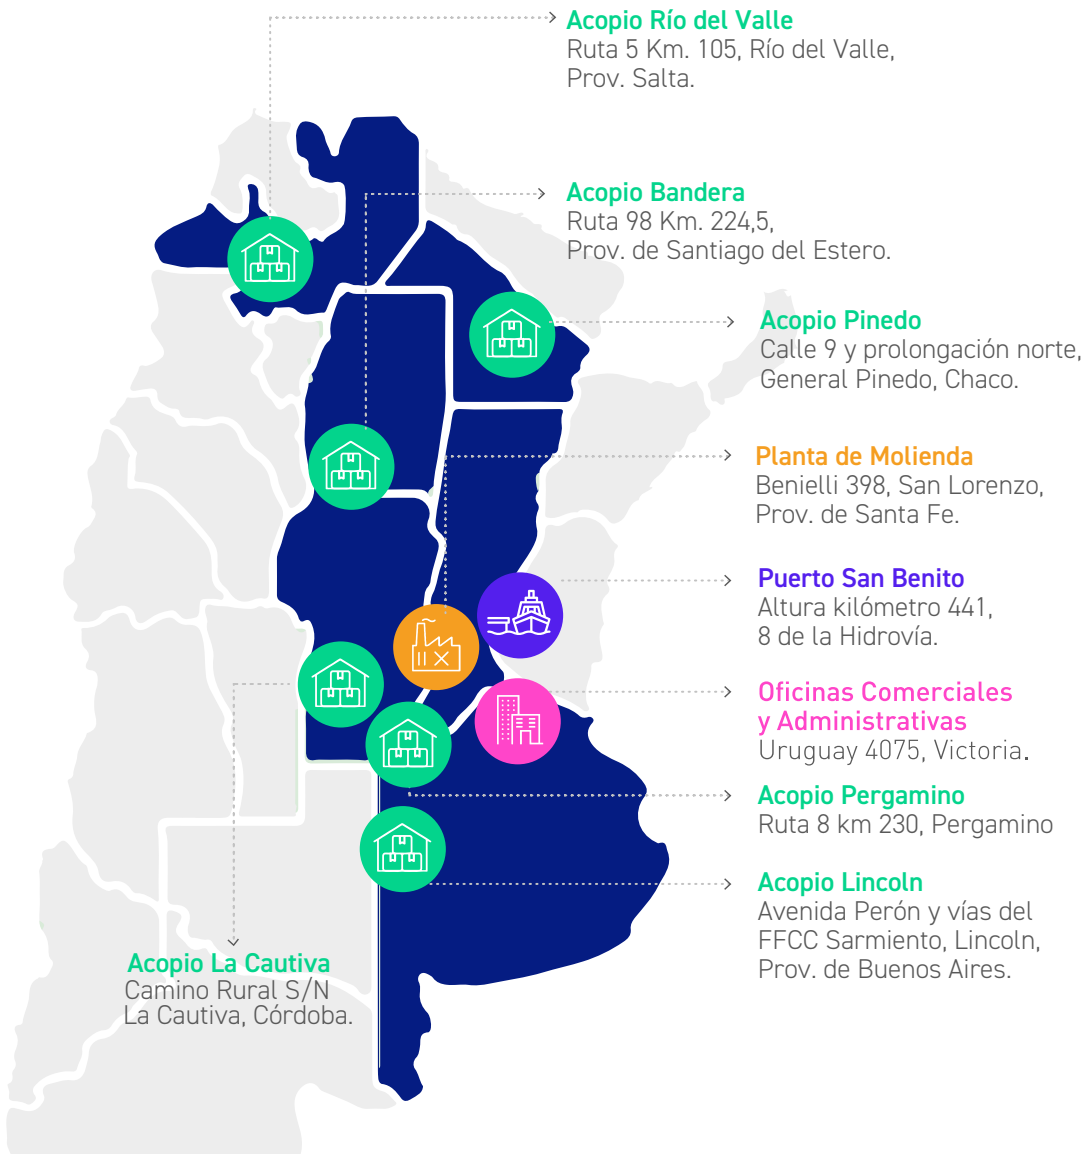 Acopio Río del Valle
Ruta 5 Km. 105, Río del Valle,
Prov. Salta.
Acopio Bandera
Ruta 98 Km. 224,5,
Prov. de Santiago del Estero.
Acopio Pinedo
Calle 9 y prolongación norte,
General Pinedo, Chaco.
Planta de Molienda
Benielli 398, San Lorenzo,
Prov. de Santa Fe.
Puerto San Benito
Altura kilómetro 441,
8 de la Hidrovía.
Oficinas Comerciales
y Administrativas
Uruguay 4075, Victoria.
Acopio Pergamino
Ruta 8 km 230, Pergamino
Acopio Lincoln
Avenida Perón y vías del
FFCC Sarmiento, Lincoln,
Prov. de Buenos Aires.
Acopio La Cautiva
Camino Rural S/N
La Cautiva, Córdoba.